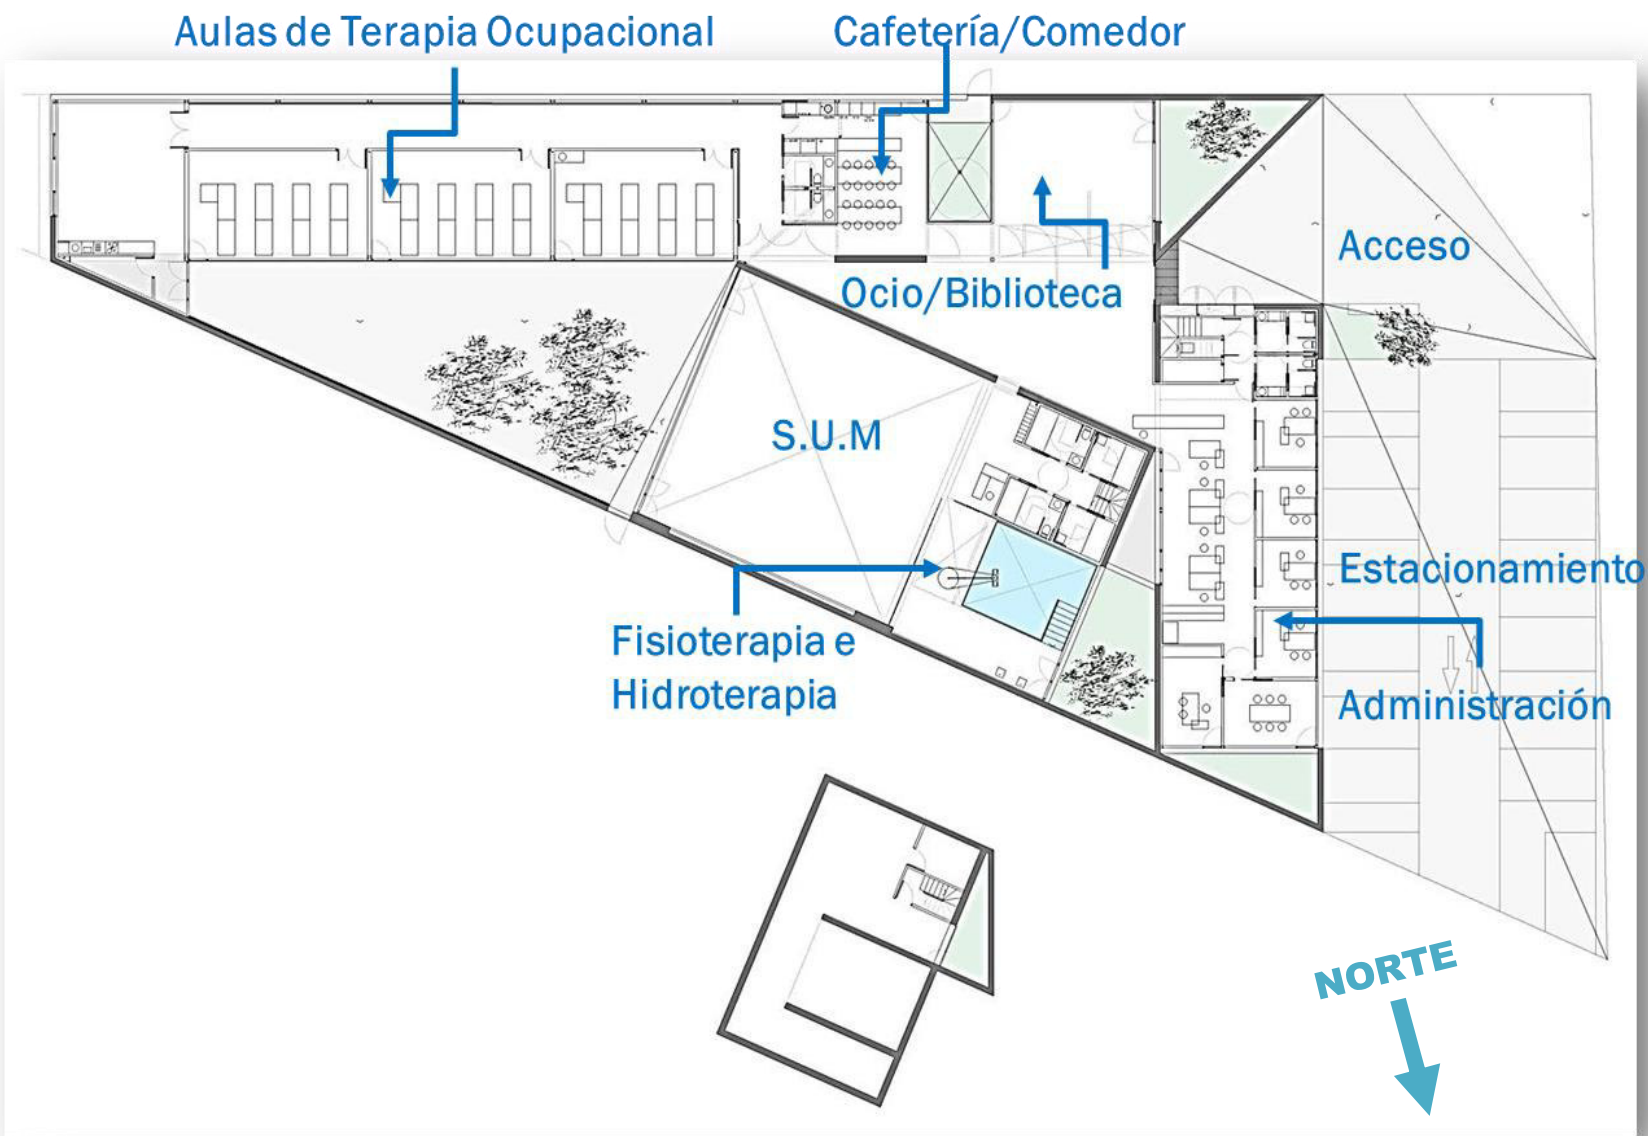 Aulas de Terapia Ocupacional
Cafetería/Comedor
Acceso
Ocio/Biblioteca
S.U.M
Estacionamiento
Fisioterapia e
Hidroterapia
Administración
NORTE